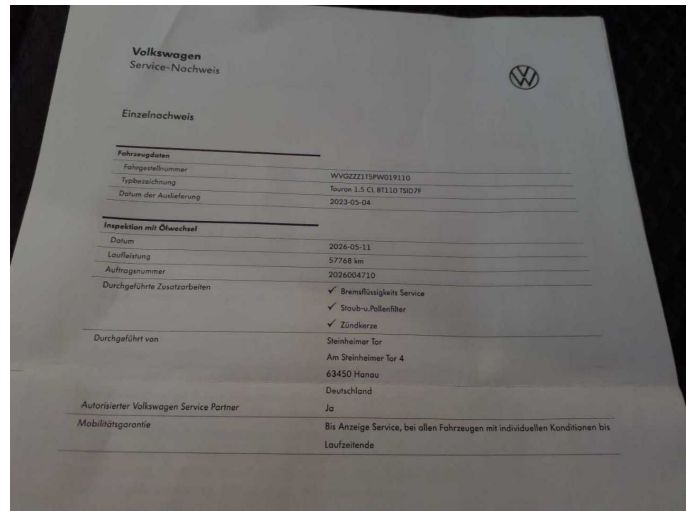 Volkswagen
Service-Nachweis
Einzelnachweis
Fahrzeugdaten
Fahrgestellnummer WVGZZZ1T5PW019110
Typbezeichnung Touran 1.5 CL BT110 TSID7F
Datum der Auslieferung 2023-05-04
Inspektion mit Ölwechsel
Datum 2026-05-11
Laufleistung 57768 km
Auftragsnummer 2026004710
Durchgeführte Zusatzarbeiten ✓ Bremsflüssigkeits Service
✓ Staub-u.Pollenfilter
✓ Zündkerze
Durchgeführt von Steinheimer Tor
Am Steinheimer Tor 4
63450 Hanau
Deutschland
Autorisierter Volkswagen Service Partner Ja
Mobilitätsgarantie Bis Anzeige Service, bei allen Fahrzeugen mit individuellen Konditionen bis
Laufzeitende